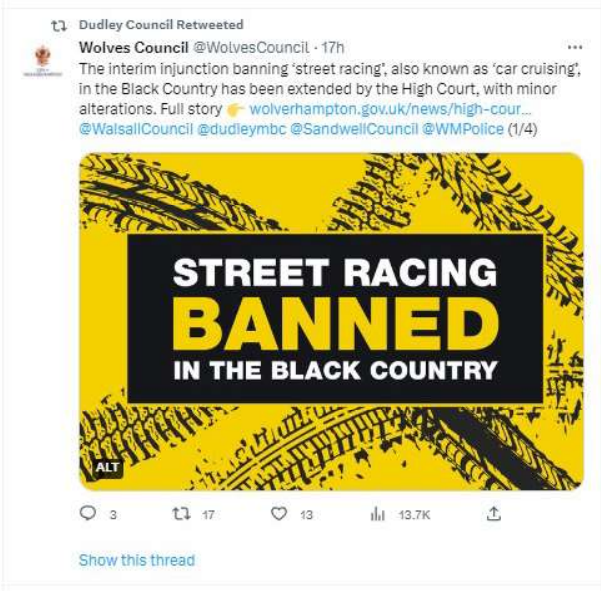 Dudley Council Retweeted
Wolves Council @WolvesCouncil · 17h
The interim injunction banning 'street racing', also known as 'car cruising',
in the Black Country has been extended by the High Court, with minor
alterations. Full story 👉 wolverhampton.gov.uk/news/high-cour...
@WalsallCouncil @dudleymbc @SandwellCouncil @WMPolice (1/4)
STREET RACING
BANNED
IN THE BLACK COUNTRY
ALT
3 17 13 13.7K
Show this thread